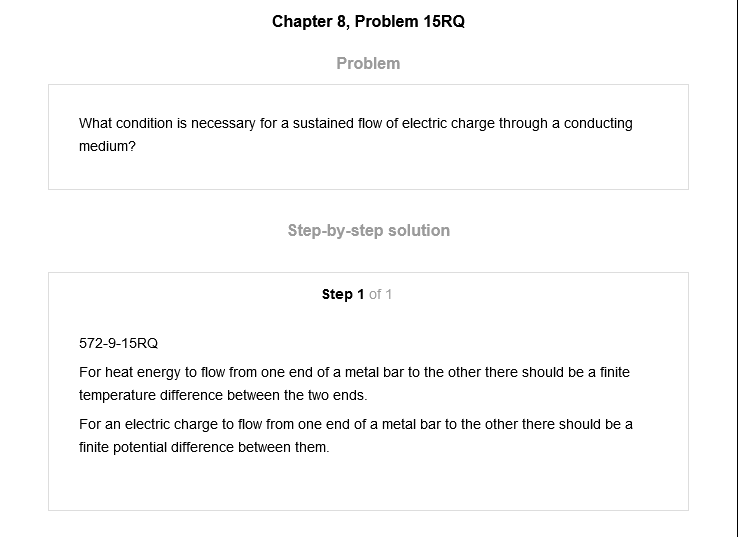 Chapter 8, Problem 15RQ
Problem
What condition is necessary for a sustained flow of electric charge through a conducting
medium?
Step-by-step solution
Step 1 of 1
572-9-15RQ
For heat energy to flow from one end of a metal bar to the other there should be a finite
temperature difference between the two ends.
For an electric charge to flow from one end of a metal bar to the other there should be a
finite potential difference between them.